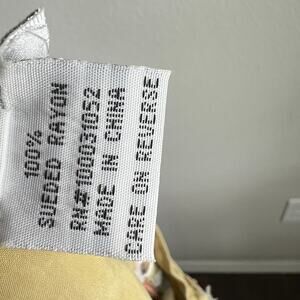 100%
SUEDED RAYON
RN#100031052
MADE IN CHINA
CARE ON REVERSE